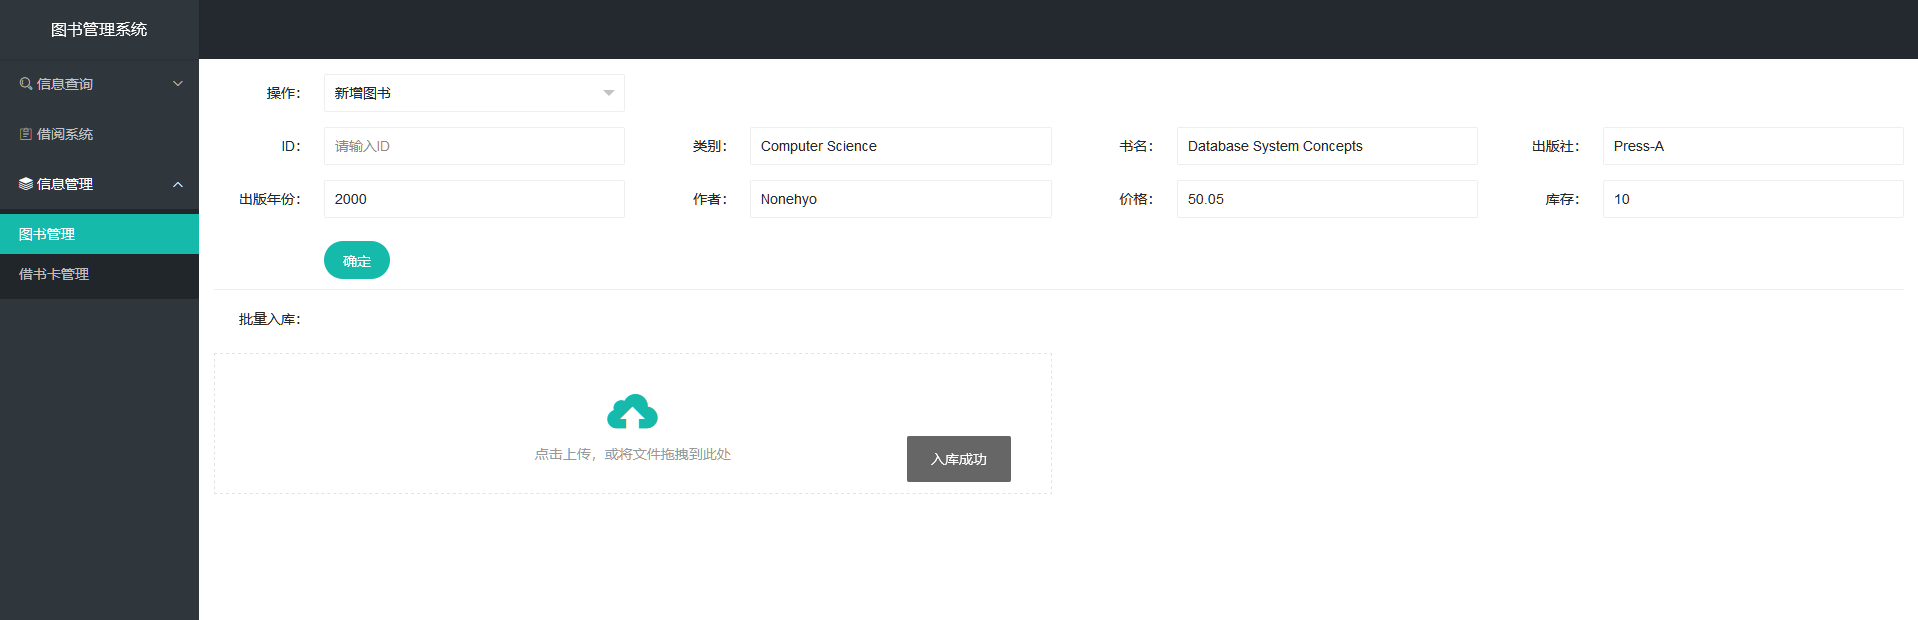 图书管理系统
信息查询
借阅系统
信息管理
图书管理
借书卡管理
操作： 新增图书
ID： 请输入ID 类别： Computer Science 书名： Database System Concepts 出版社： Press-A
出版年份： 2000 作者： Nonehyo 价格： 50.05 库存： 10
确定
批量入库：
点击上传，或将文件拖拽到此处
入库成功